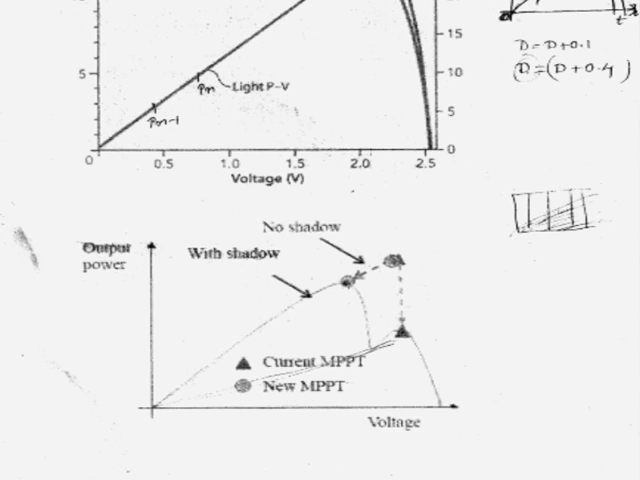 20
t
D = D + 0.1
D = (D + 0.4)
5
15
10
5
0
Light P-V
Pn
Pn-1
0
0.5
1.0
1.5
2.0
2.5
Voltage (V)
No shadow
With shadow
Output
power
Current MPPT
New MPPT
Voltage